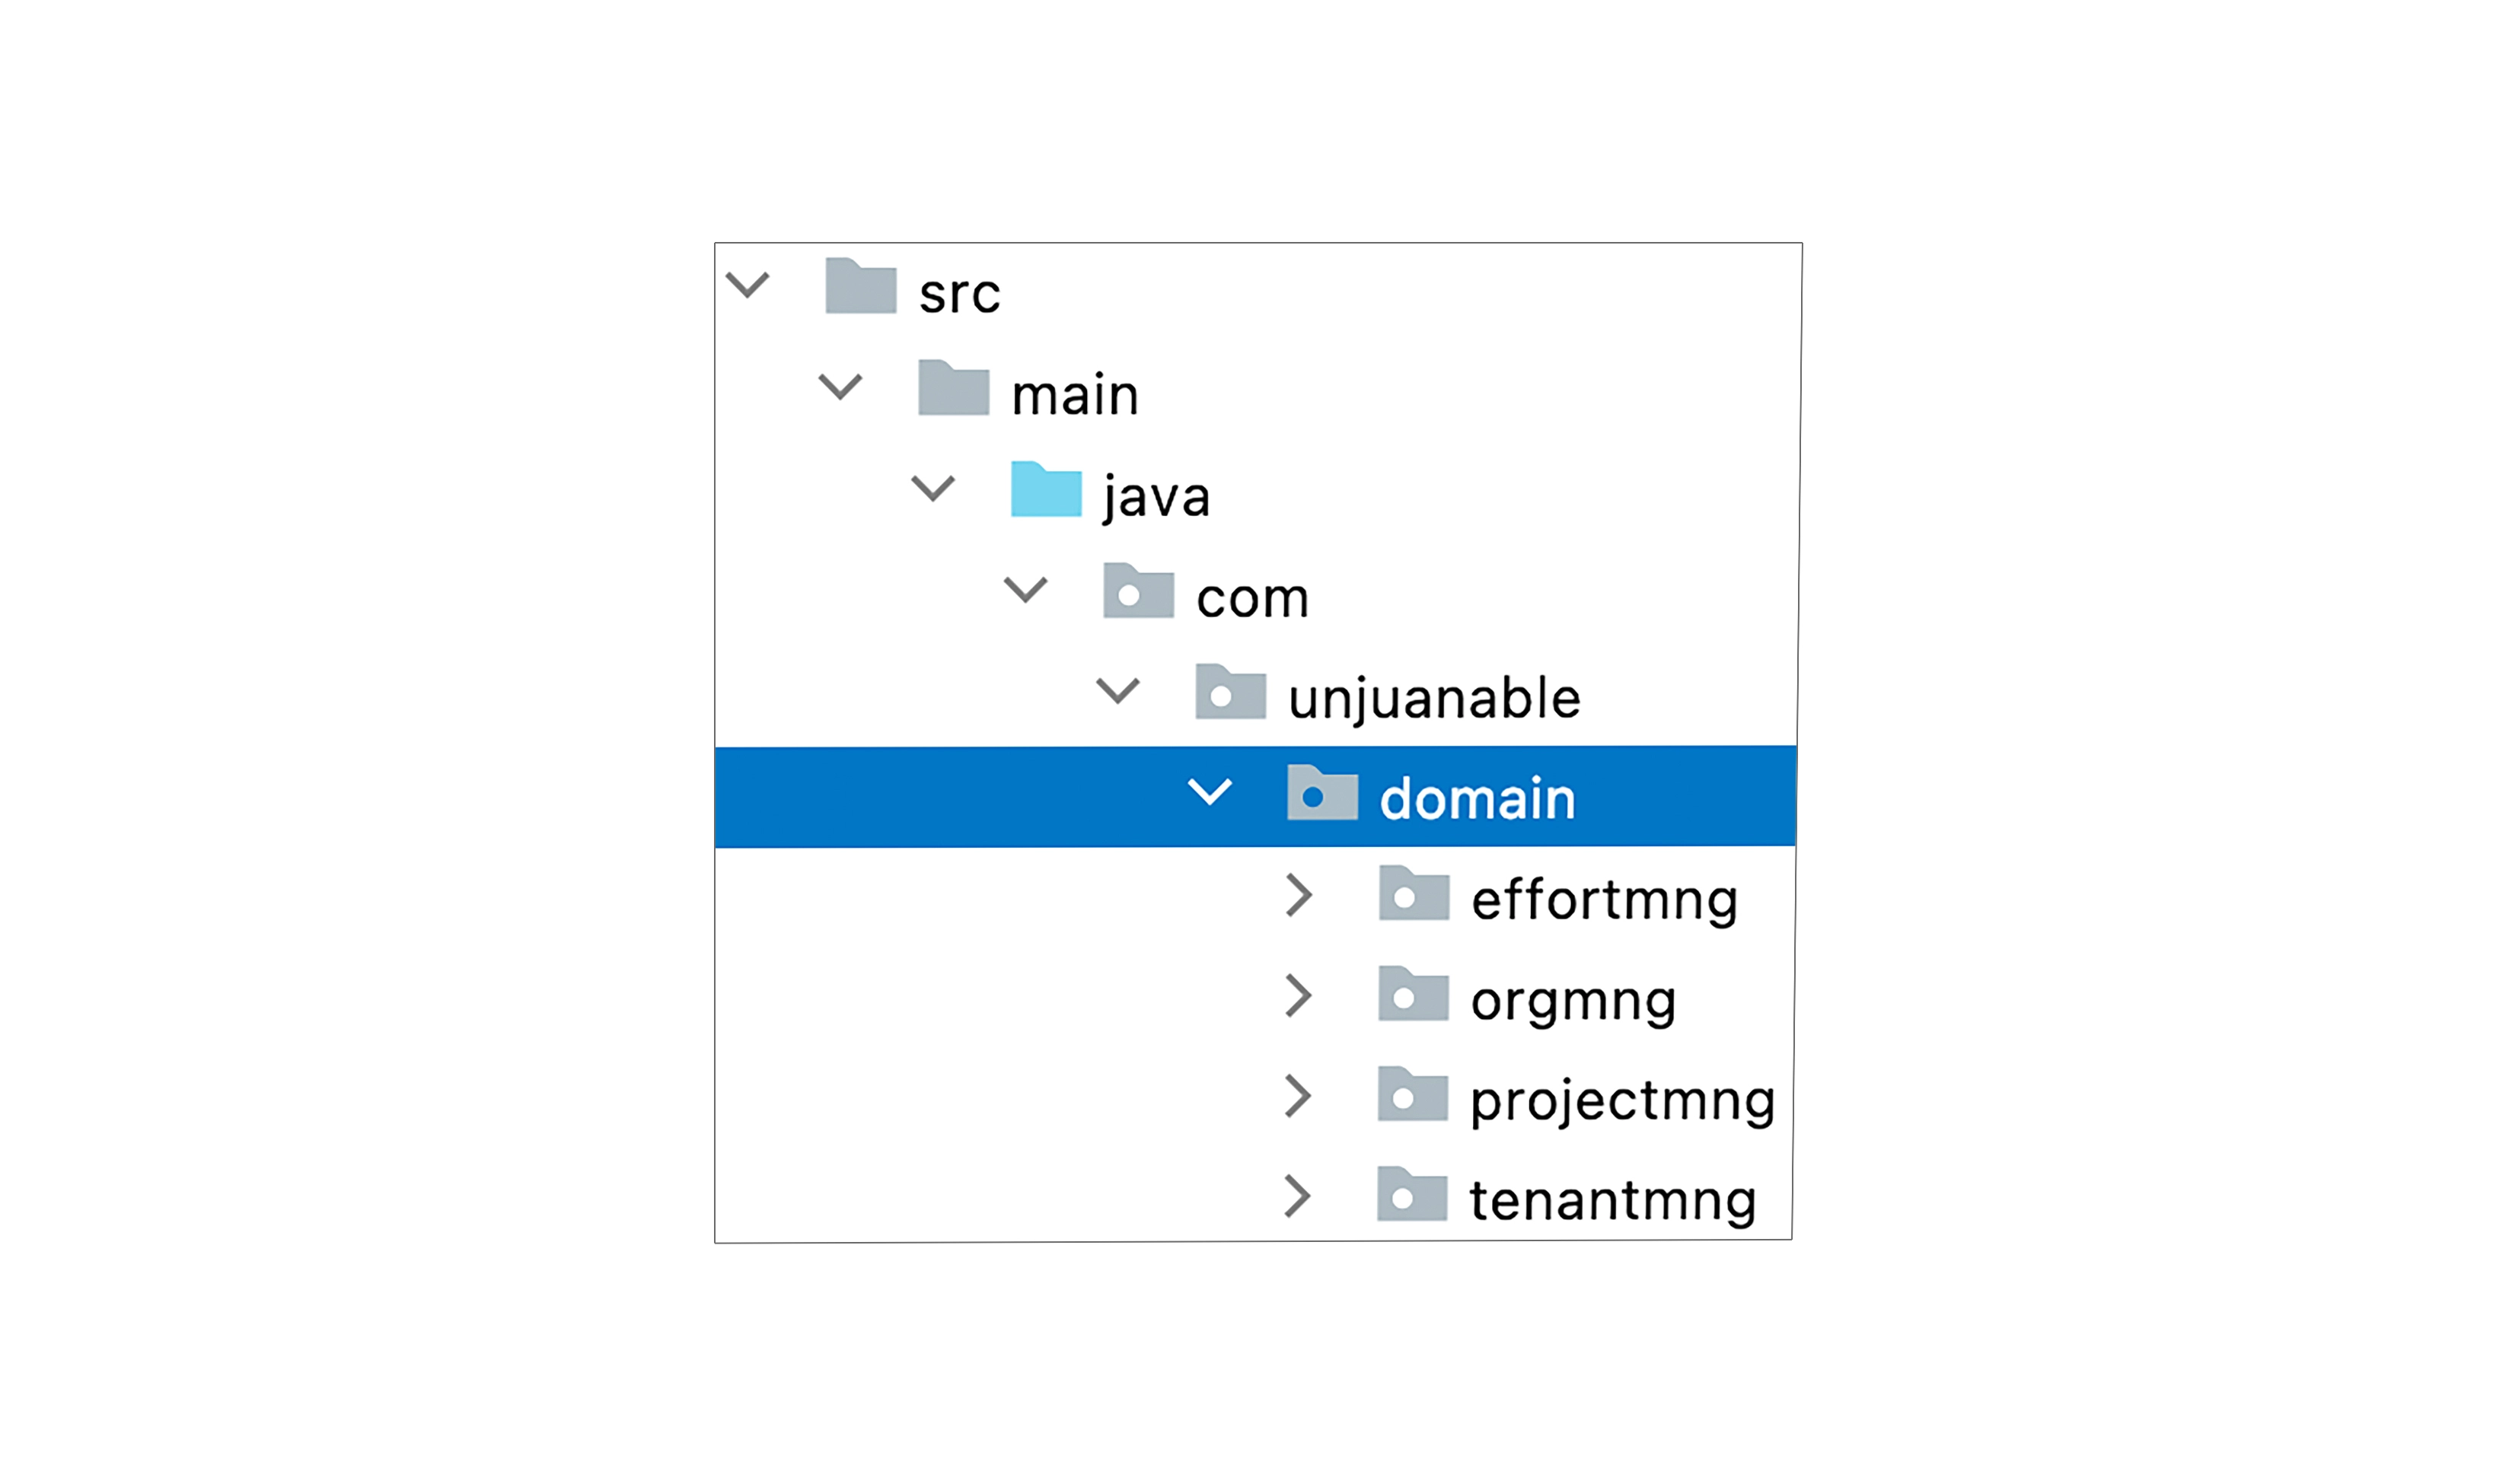 src
main
java
com
unjuanable
domain
effortmng
orgmng
projectmng
tenantmng